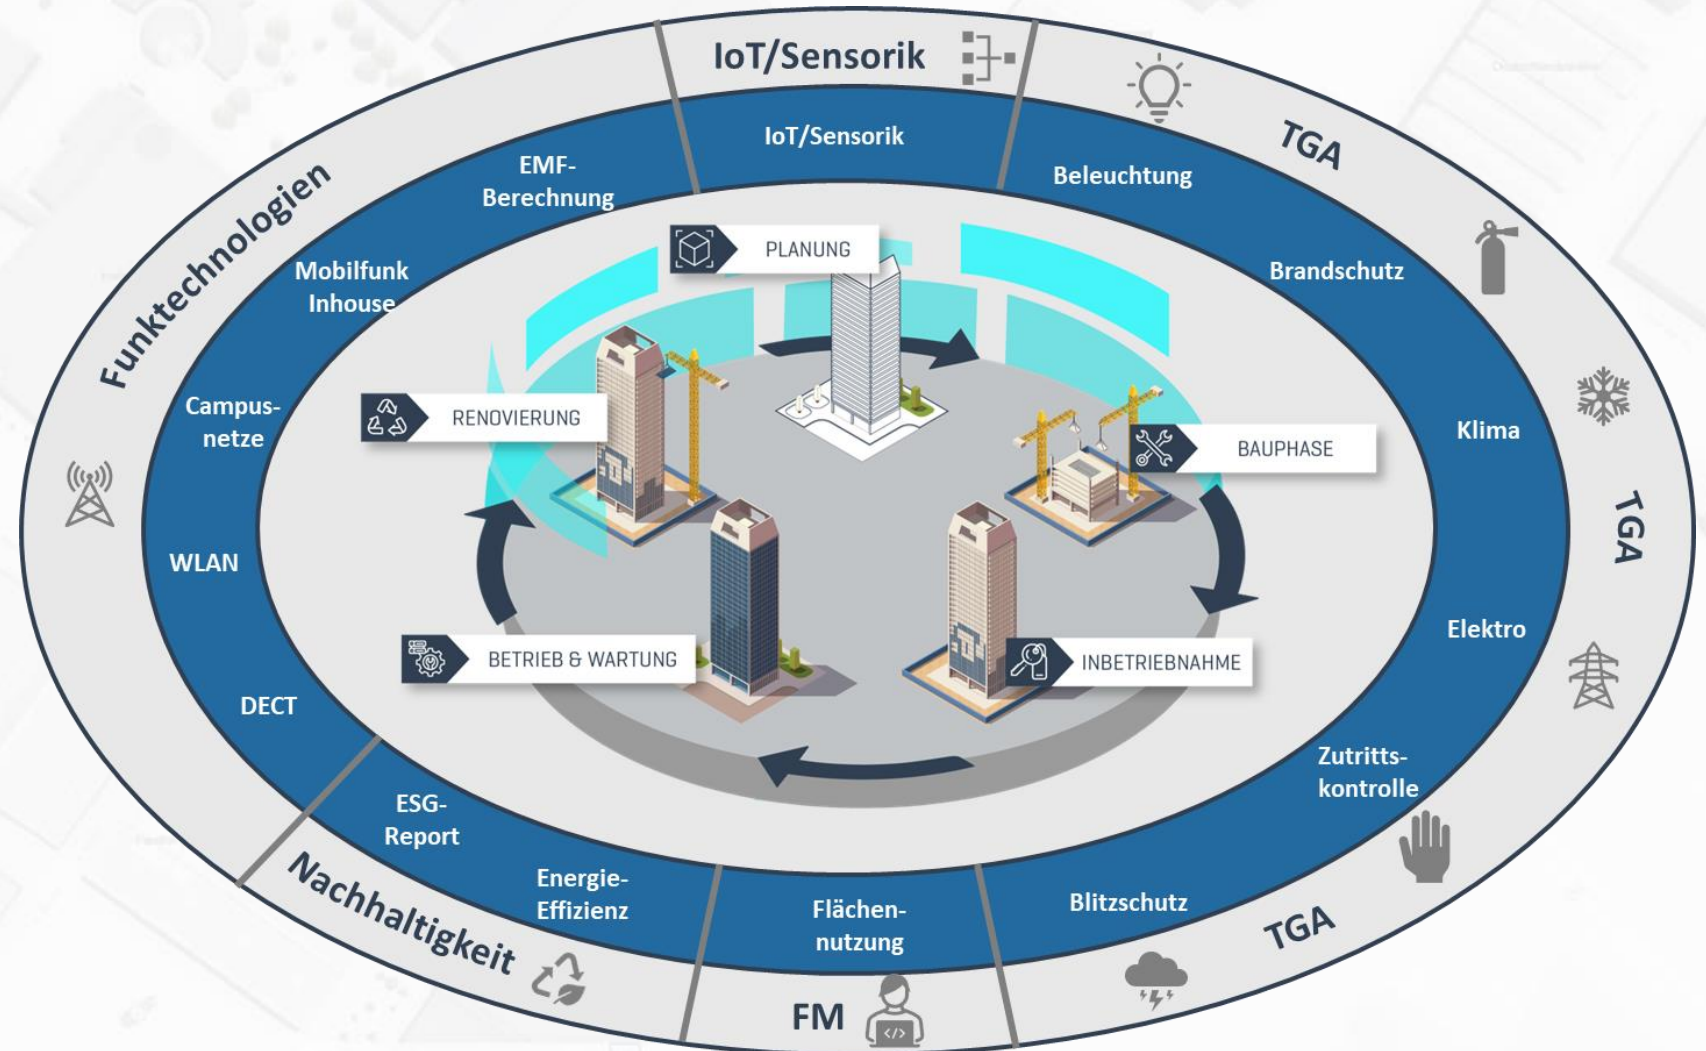 IoT/Sensorik
TGA
TGA
TGA
FM
Nachhaltigkeit
Funktechnologien
IoT/Sensorik
Beleuchtung
Brandschutz
Klima
Elektro
Zutritts-
kontrolle
Blitzschutz
Flächen-
nutzung
Energie-
Effizienz
ESG-
Report
DECT
WLAN
Campus-
netze
Mobilfunk
Inhouse
EMF-
Berechnung
PLANUNG
BAUPHASE
INBETRIEBNAHME
BETRIEB & WARTUNG
RENOVIERUNG